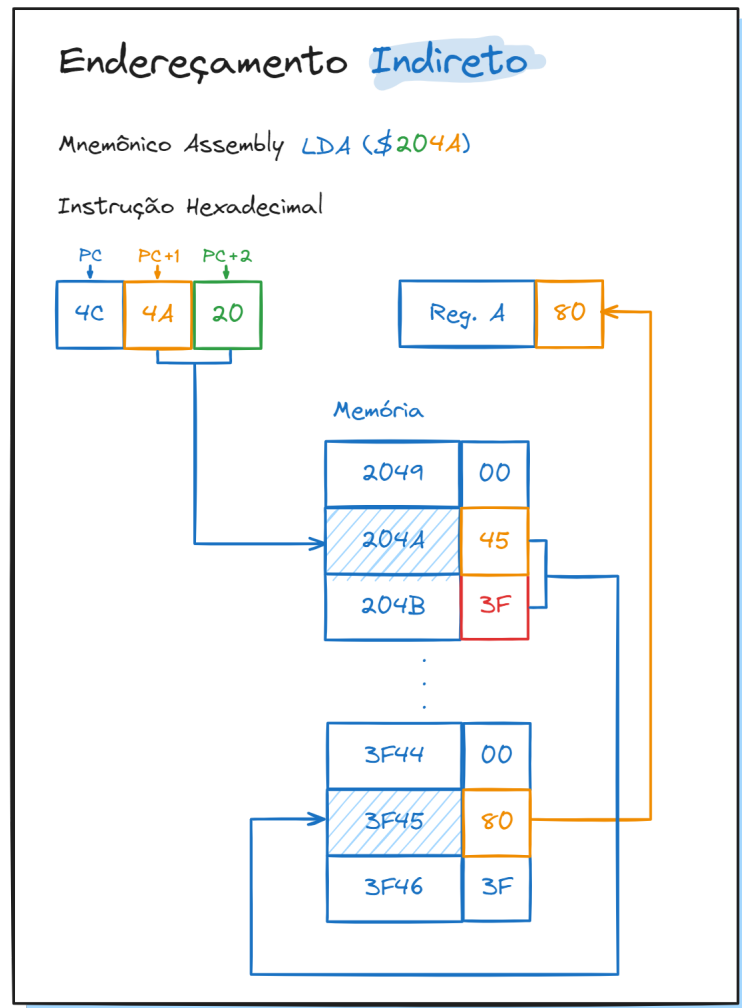 Endereçamento Indireto
Mnemônico Assembly LDA ($204A)
Instrução Hexadecimal
PC PC+1 PC+2
4C 4A 20
Reg. A 80
Memória
2049 00
204A 45
204B 3F
3F44 00
3F45 80
3F46 3F